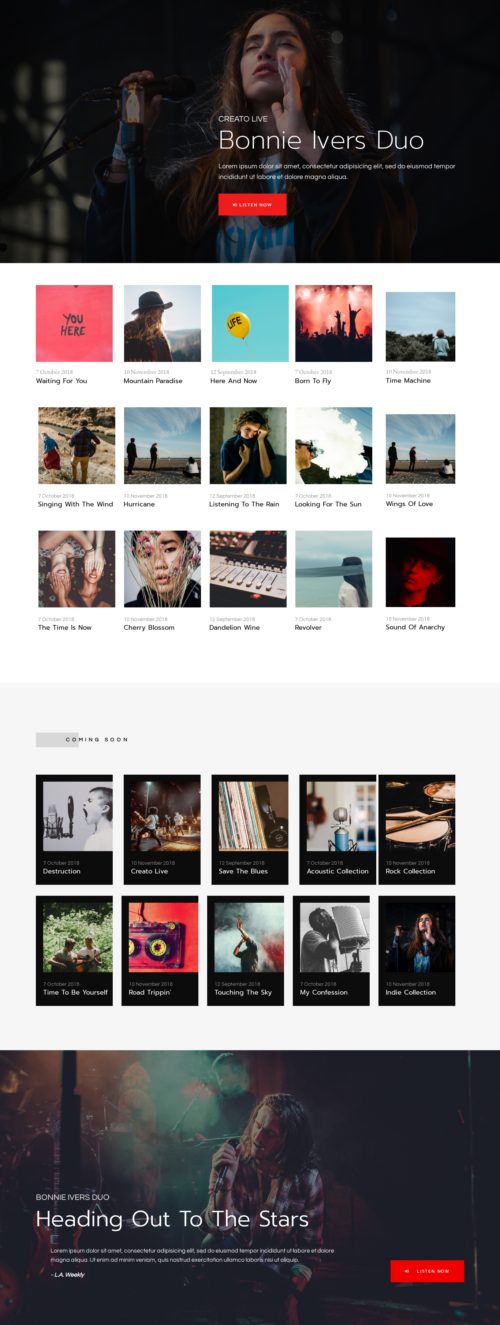 CREATO LIVE
Bonnie Ivers Duo
Lorem ipsum dolor sit amet, consectetur adipisicing elit, sed do eiusmod tempor
incididunt ut labore et dolore magna aliqua.
LISTEN NOW
YOU
HERE
LIFE
7 October 2018
Waiting For You
10 November 2018
Mountain Paradise
12 September 2018
Here And Now
7 October 2018
Born To Fly
10 November 2018
Time Machine
7 October 2018
Singing With The Wind
10 November 2018
Hurricane
12 September 2018
Listening To The Rain
7 October 2018
Looking For The Sun
10 November 2018
Wings Of Love
7 October 2018
The Time Is Now
10 November 2018
Cherry Blossom
12 September 2018
Dandelion Wine
7 October 2018
Revolver
10 November 2018
Sound Of Anarchy
COMING SOON
7 October 2018
Destruction
10 November 2018
Creato Live
12 September 2018
Save The Blues
7 October 2018
Acoustic Collection
10 November 2018
Rock Collection
7 October 2018
Time To Be Yourself
10 November 2018
Road Trippin'
12 September 2018
Touching The Sky
7 October 2018
My Confession
10 November 2018
Indie Collection
BONNIE IVERS DUO
Heading Out To The Stars
Lorem ipsum dolor sit amet, consectetur adipisicing elit, sed do eiusmod tempor incididunt ut labore et dolore
magna aliqua. Ut enim ad minim veniam, quis nostrud exercitation ullamco laboris nisi ut aliquip.
–L.A. Weekly
LISTEN NOW